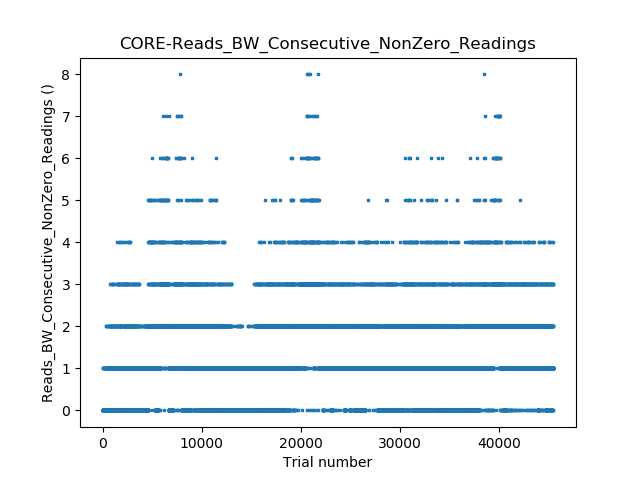 CORE-Reads_BW_Consecutive_NonZero_Readings
Reads_BW_Consecutive_NonZero_Readings ()
8
7
6
5
4
3
2
1
0
0 10000 20000 30000 40000
Trial number